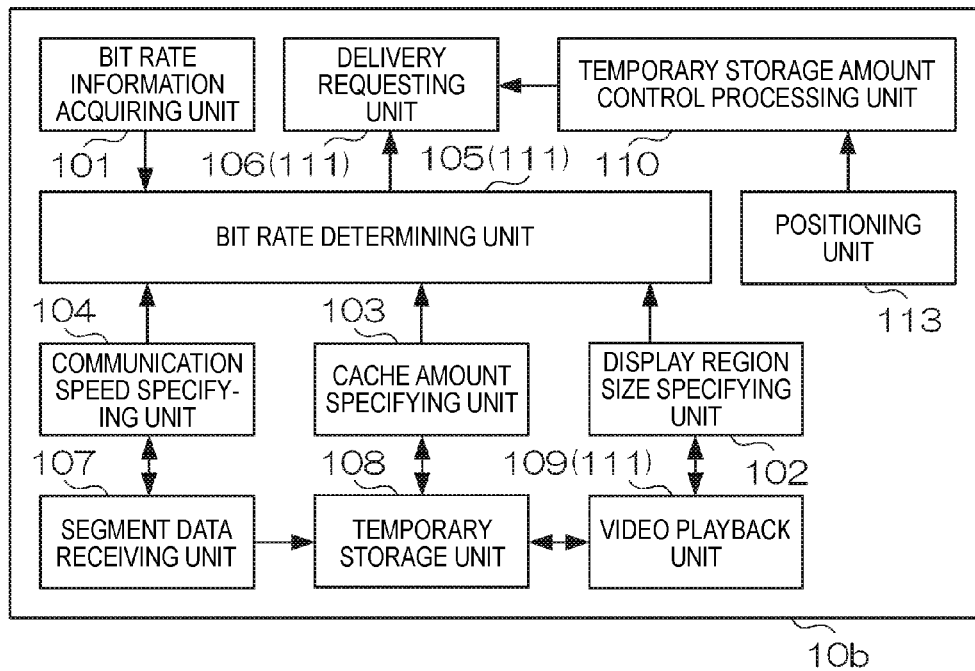 BIT RATE
INFORMATION
ACQUIRING UNIT
101
DELIVERY
REQUESTING
UNIT
106(111)
TEMPORARY STORAGE AMOUNT
CONTROL PROCESSING UNIT
110
105(111)
BIT RATE DETERMINING UNIT
POSITIONING
UNIT
113
104
COMMUNICATION
SPEED SPECIFY-
ING UNIT
103
CACHE AMOUNT
SPECIFYING UNIT
DISPLAY REGION
SIZE SPECIFYING
UNIT
102
107
SEGMENT DATA
RECEIVING UNIT
108
TEMPORARY
STORAGE UNIT
109(111)
VIDEO PLAYBACK
UNIT
10b